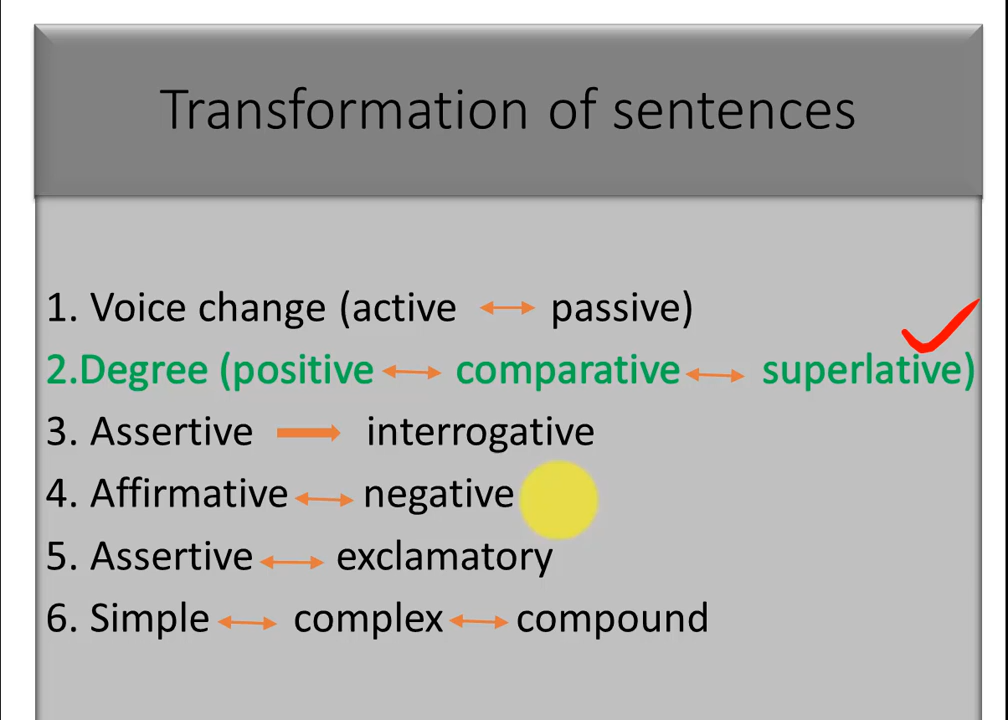 Transformation of sentences
1. Voice change (active ↔ passive)
2.Degree (positive ↔ comparative ↔ superlative)
3. Assertive → interrogative
4. Affirmative ↔ negative
5. Assertive ↔ exclamatory
6. Simple ↔ complex ↔ compound